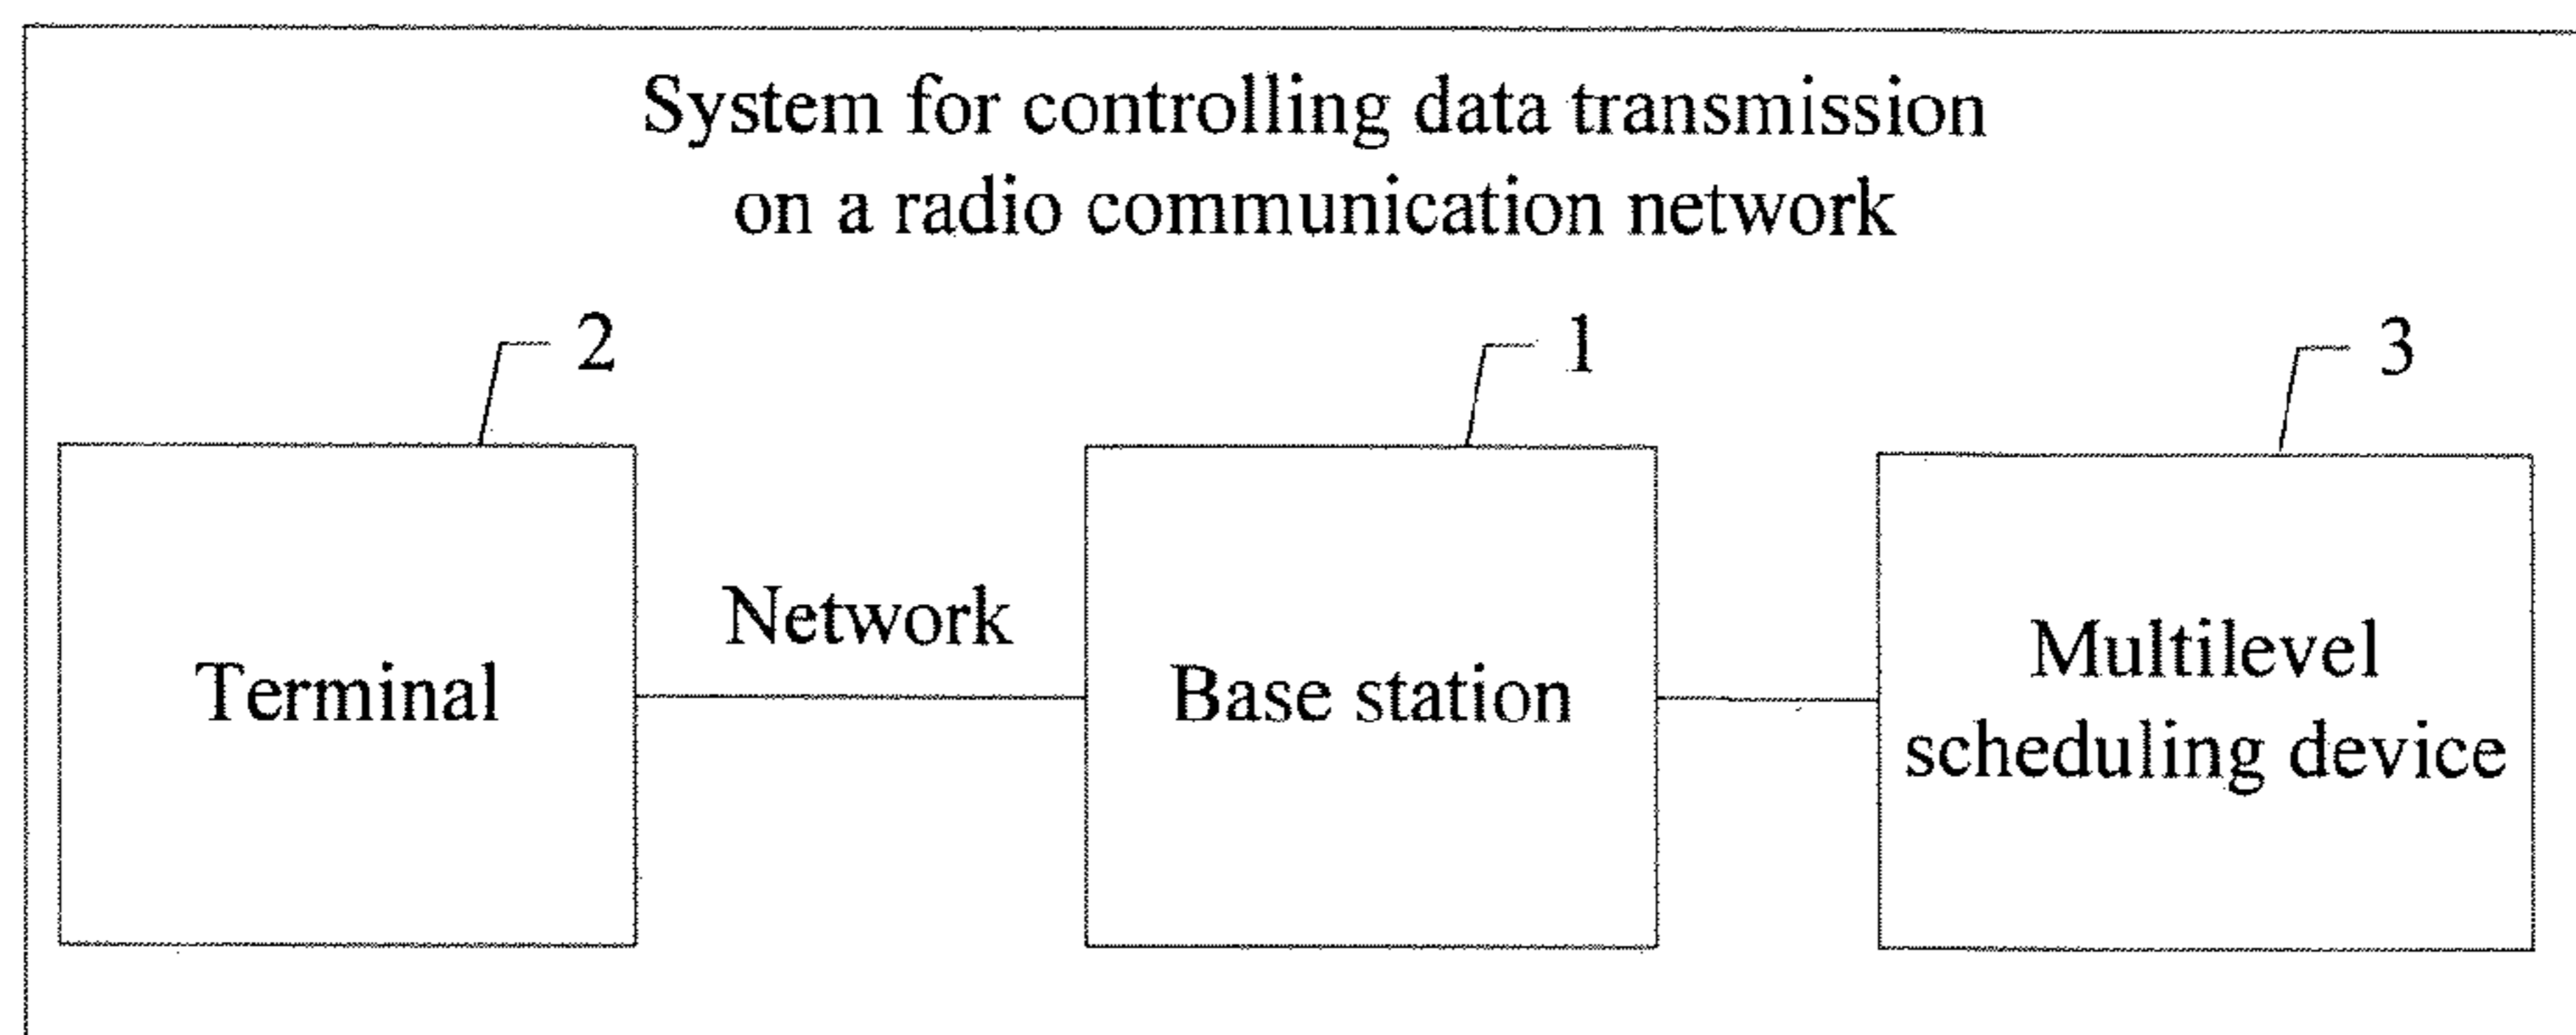 System for controlling data transmission
on a radio communication network
2
1
3
Terminal
Network
Base station
Multilevel
scheduling device